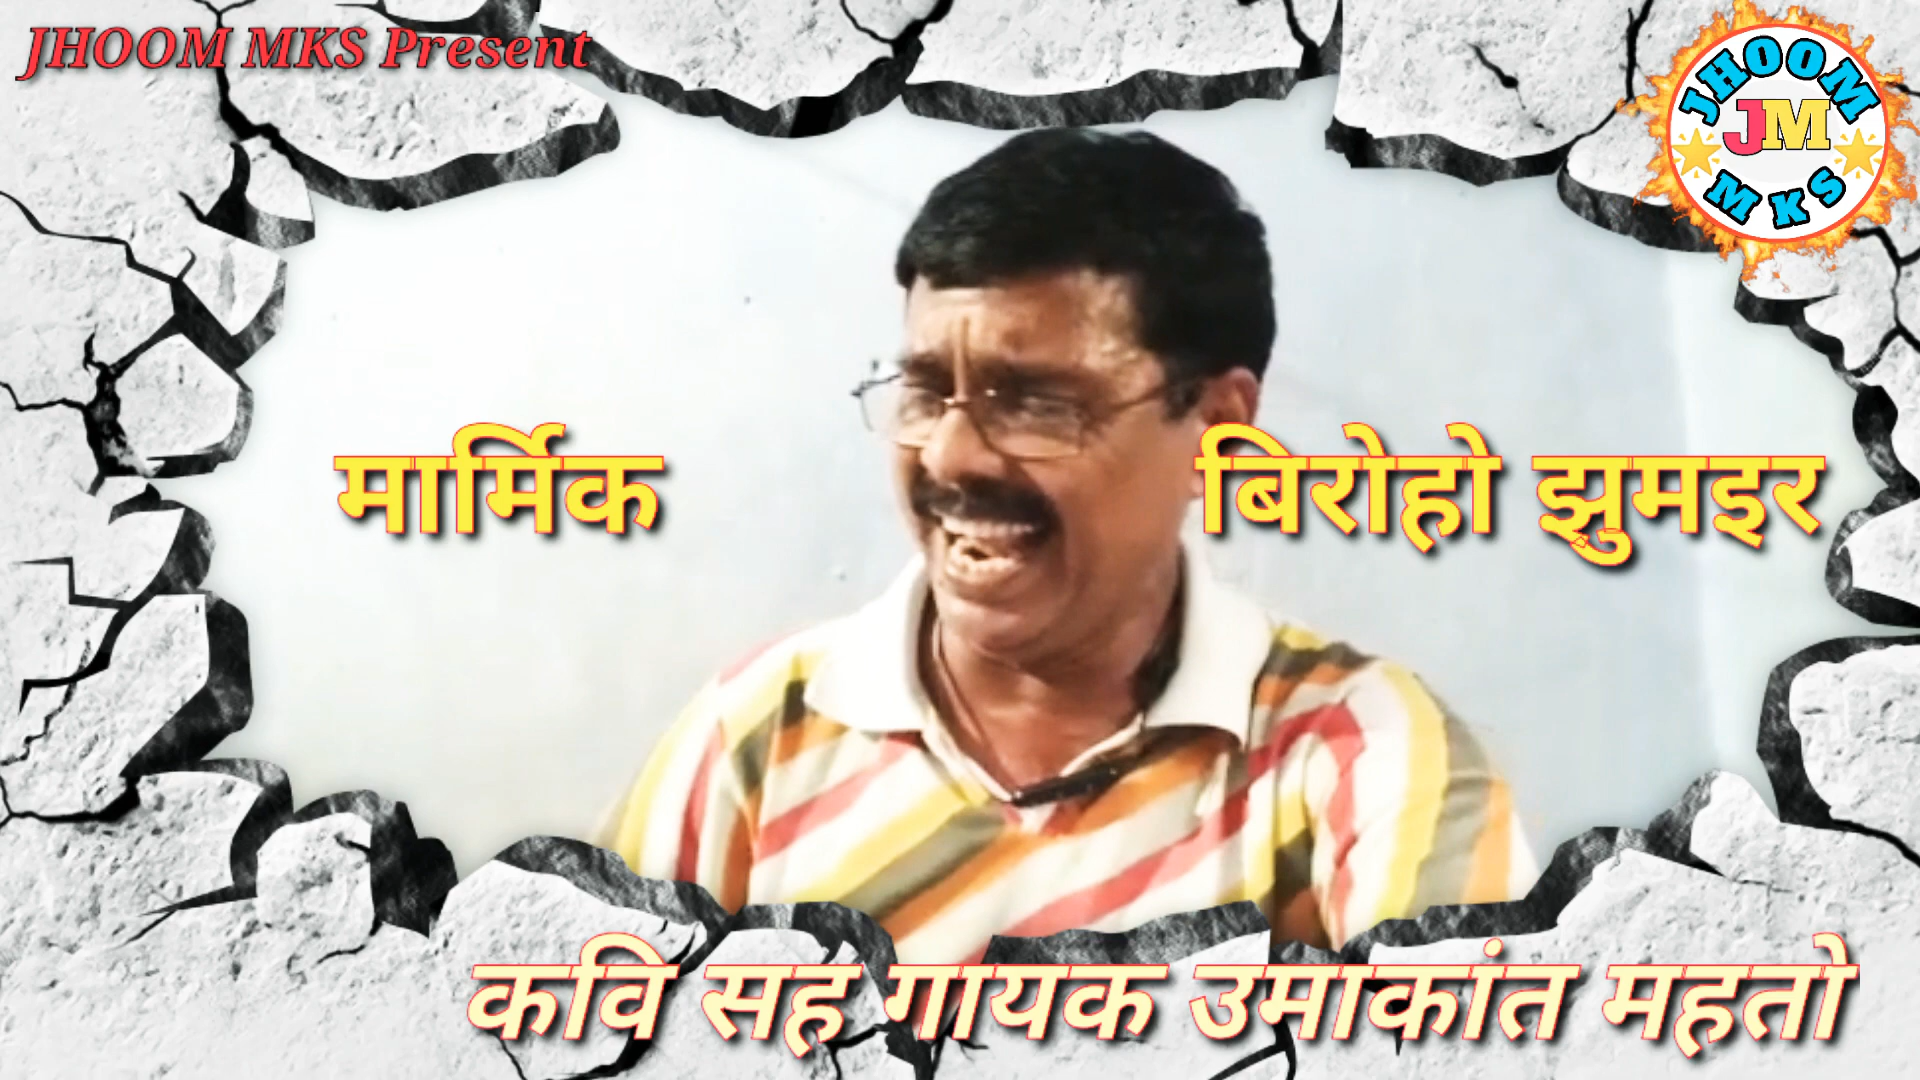 JHOOM MKS Present
JHOOM
JM
MKS
मार्मिक बिरोहो झुमइर
कवि सह गायक उमाकांत महतो